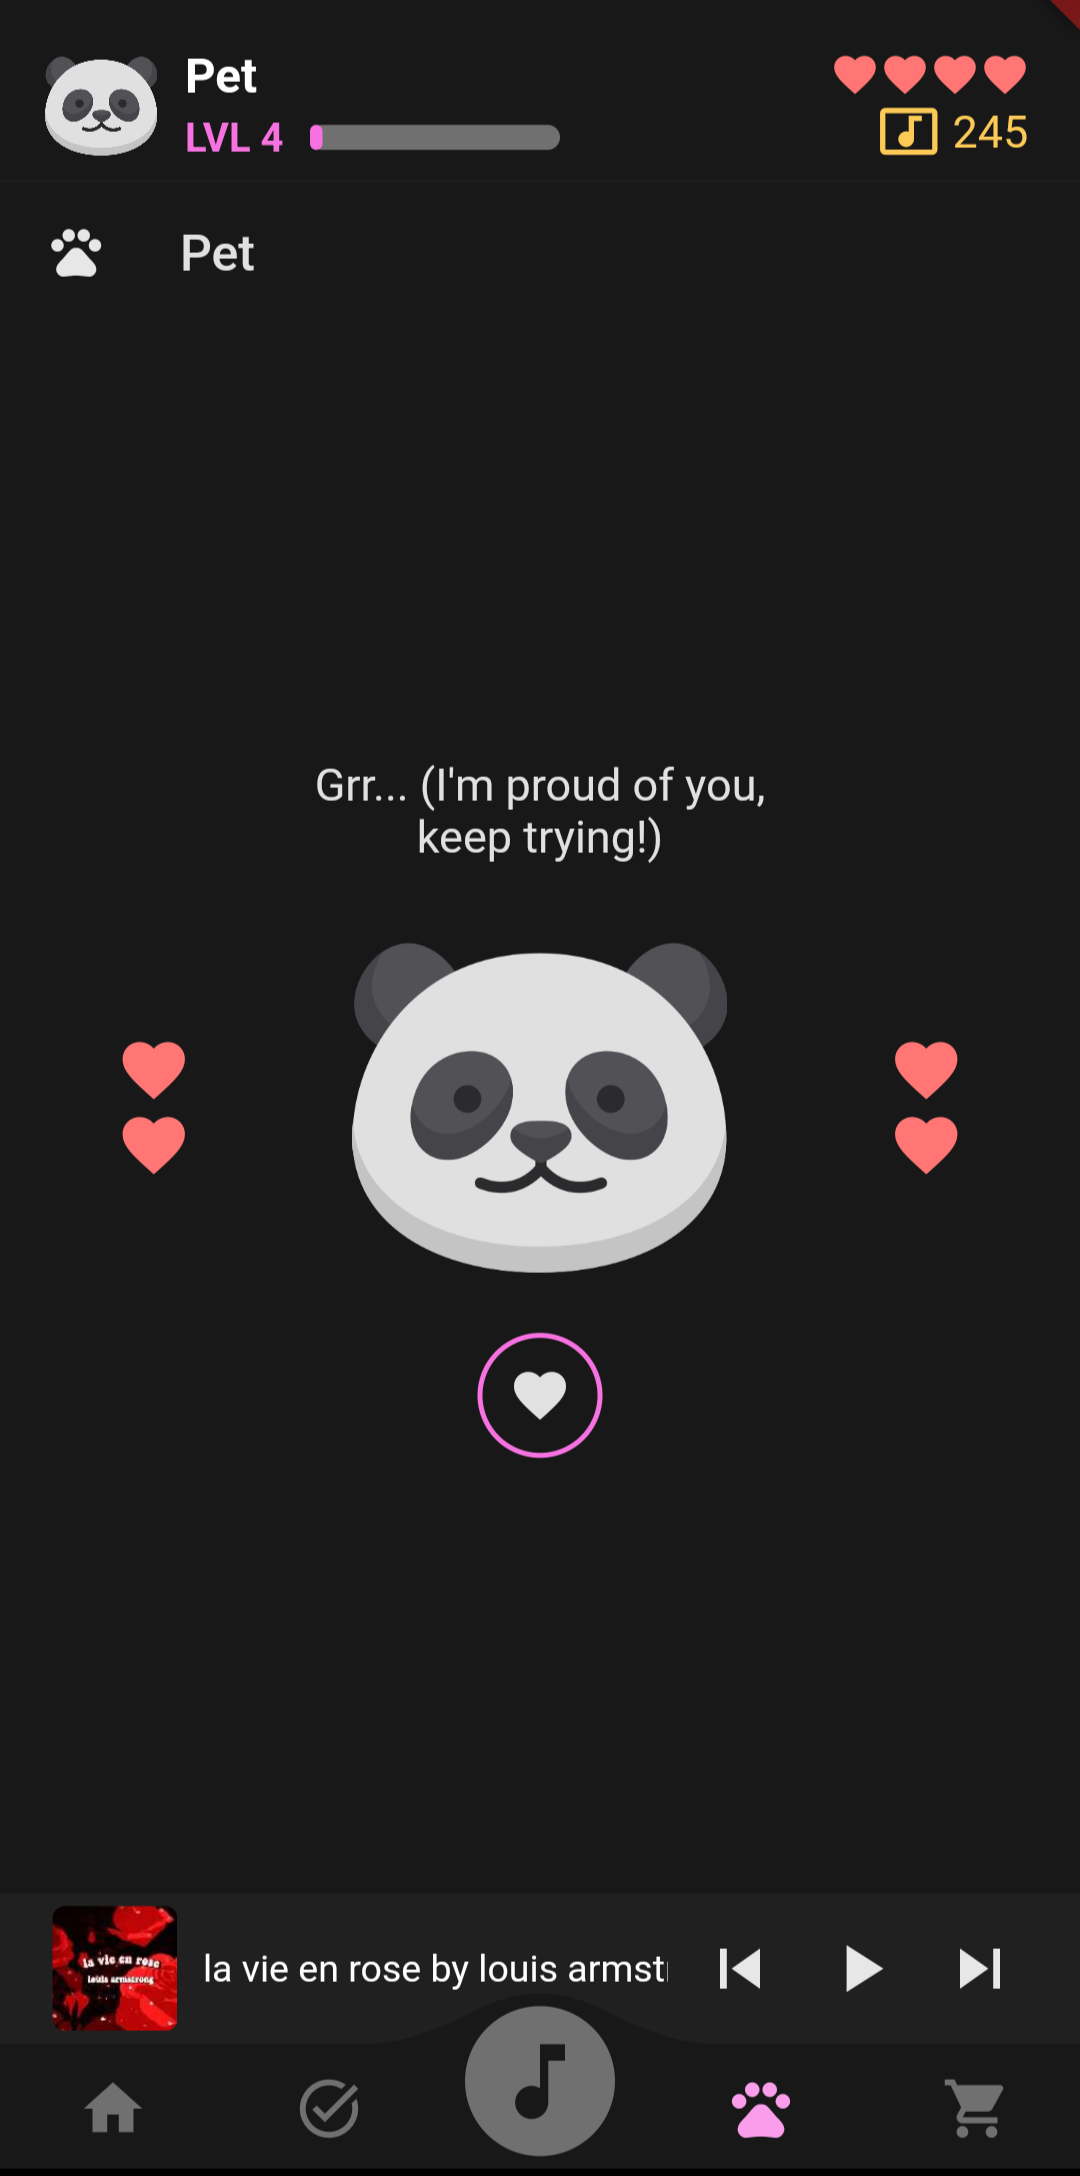 Pet
LVL 4
245
Pet
Grr... (I'm proud of you,
keep trying!)
la vie en rose
louis armstrong
la vie en rose by louis armst